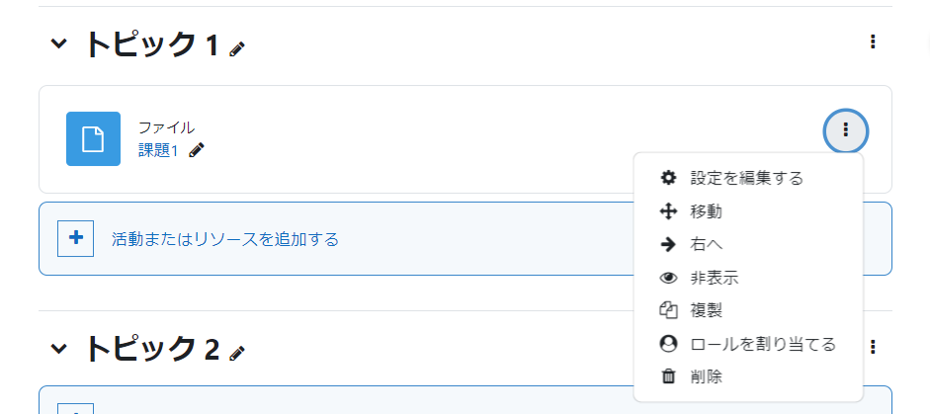 トピック 1
ファイル
課題1
設定を編集する
移動
右へ
非表示
複製
ロールを割り当てる
削除
活動またはリソースを追加する
トピック 2